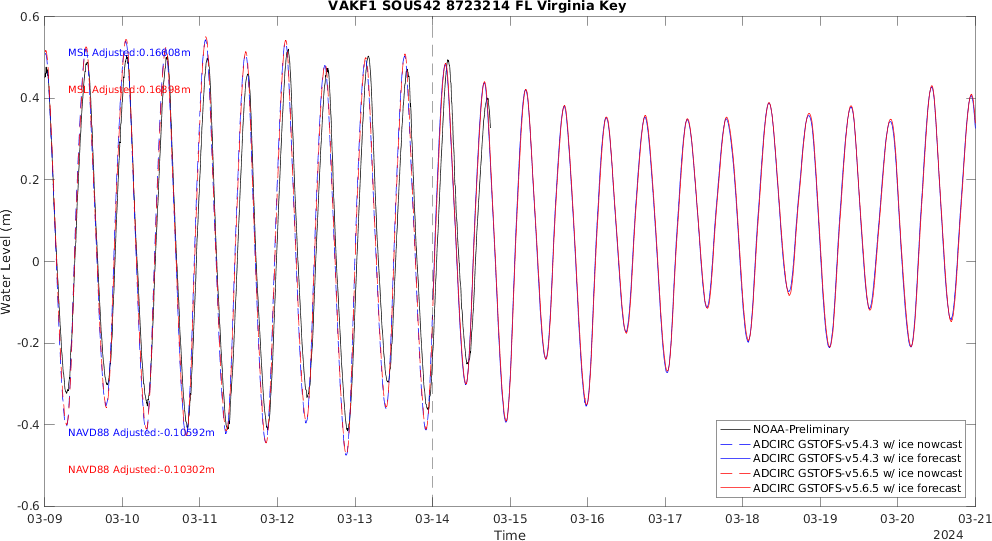 VAKF1 SOUS42 8723214 FL Virginia Key
0.6
0.4
0.2
0
-0.2
-0.4
-0.6
Water Level (m)
MSL Adjusted:0.16608m
MSL Adjusted:0.16898m
NAVD88 Adjusted:-0.10592m
NAVD88 Adjusted:-0.10302m
NOAA-Preliminary
ADCIRC GSTOFS-v5.4.3 w/ ice nowcast
ADCIRC GSTOFS-v5.4.3 w/ ice forecast
ADCIRC GSTOFS-v5.6.5 w/ ice nowcast
ADCIRC GSTOFS-v5.6.5 w/ ice forecast
03-09 03-10 03-11 03-12 03-13 03-14 03-15 03-16 03-17 03-18 03-19 03-20 03-21
Time
2024